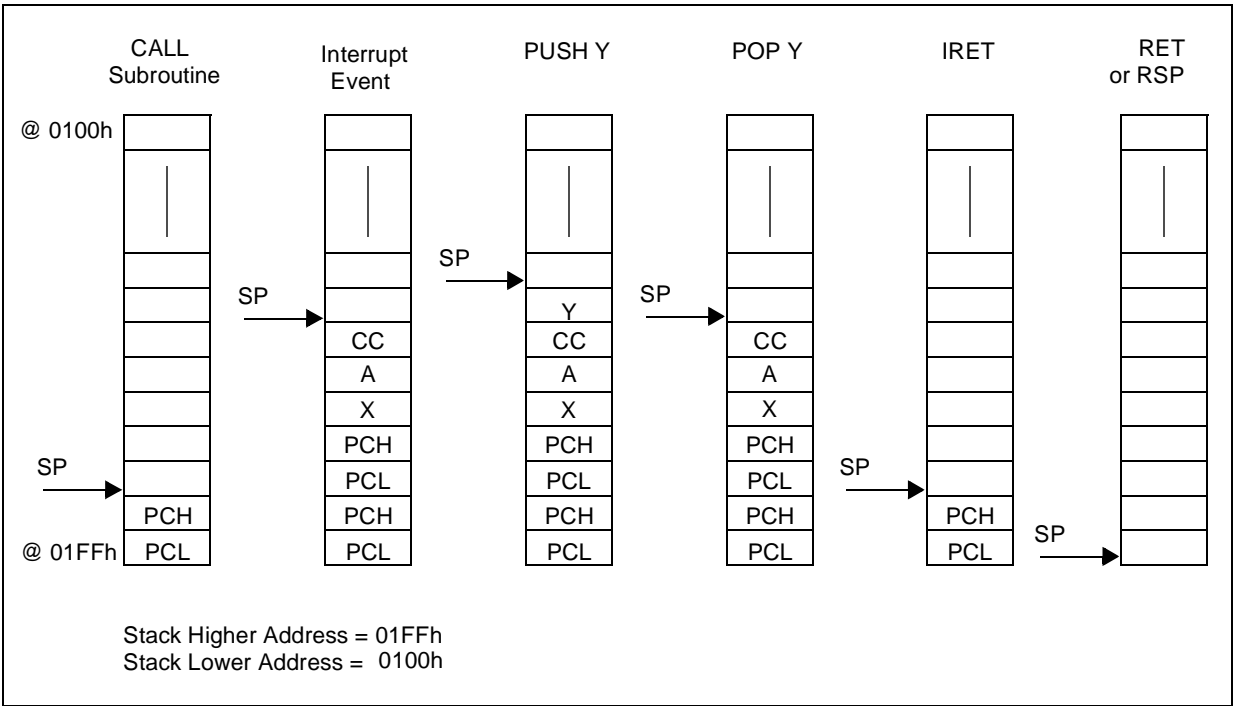 CALL
Subroutine
Interrupt
Event
PUSH Y
POP Y
IRET
RET
or RSP
@ 0100h
SP
PCH
@ 01FFh
PCL
SP
CC
A
X
PCH
PCL
PCH
PCL
SP
Y
CC
A
X
PCH
PCL
PCH
PCL
SP
CC
A
X
PCH
PCL
PCH
PCL
SP
PCH
PCL
SP
Stack Higher Address = 01FFh
Stack Lower Address = 0100h